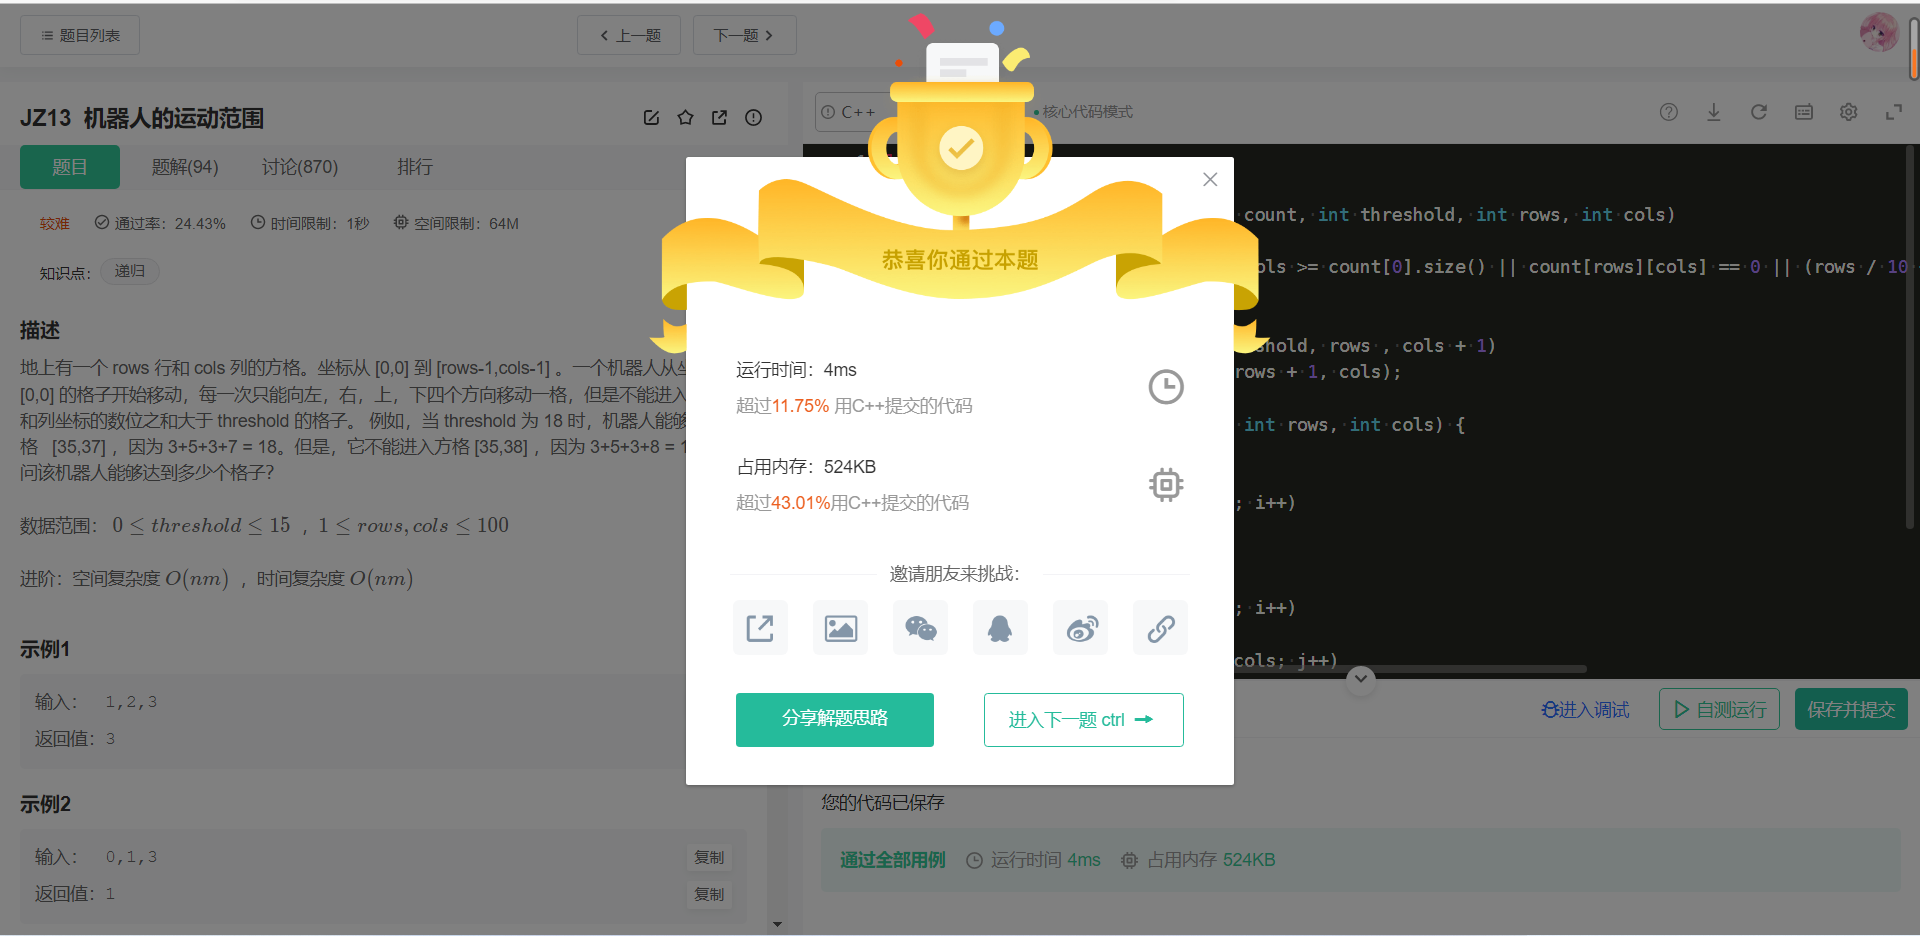 题目列表
上一题
下一题
JZ13 机器人的运动范围
C++
核心代码模式
题目
题解(94)
讨论(870)
排行
较难
通过率：24.43%
时间限制：1秒
空间限制：64M
知识点：
递归
描述
地上有一个 rows 行和 cols 列的方格。坐标从 [0,0] 到 [rows-1,cols-1] 。一个机器人从坐
[0,0] 的格子开始移动，每一次只能向左，右，上，下四个方向移动一格，但是不能进入
和列坐标的数位之和大于 threshold 的格子。 例如，当 threshold 为 18 时，机器人能够
格 [35,37] ，因为 3+5+3+7 = 18。但是，它不能进入方格 [35,38] ，因为 3+5+3+8 = 1
问该机器人能够达到多少个格子？
数据范围： 0 ≤ threshold ≤ 15 ，1 ≤ rows, cols ≤ 100
进阶：空间复杂度 O(nm) ，时间复杂度 O(nm)
示例1
输入： 1,2,3
返回值：3
示例2
输入： 0,1,3
复制
返回值：1
复制
恭喜你通过本题
运行时间：4ms
超过11.75% 用C++提交的代码
占用内存：524KB
超过43.01%用C++提交的代码
邀请朋友来挑战：
分享解题思路
进入下一题 ctrl
count, int threshold, int rows, int cols)
ols >= count[0].size() || count[rows][cols] == 0 || (rows / 10
hold, rows , cols + 1)
rows + 1, cols);
int rows, int cols) {
; i++)
; i++)
cols; j++)
进入调试
自测运行
保存并提交
您的代码已保存
通过全部用例
运行时间 4ms
占用内存 524KB